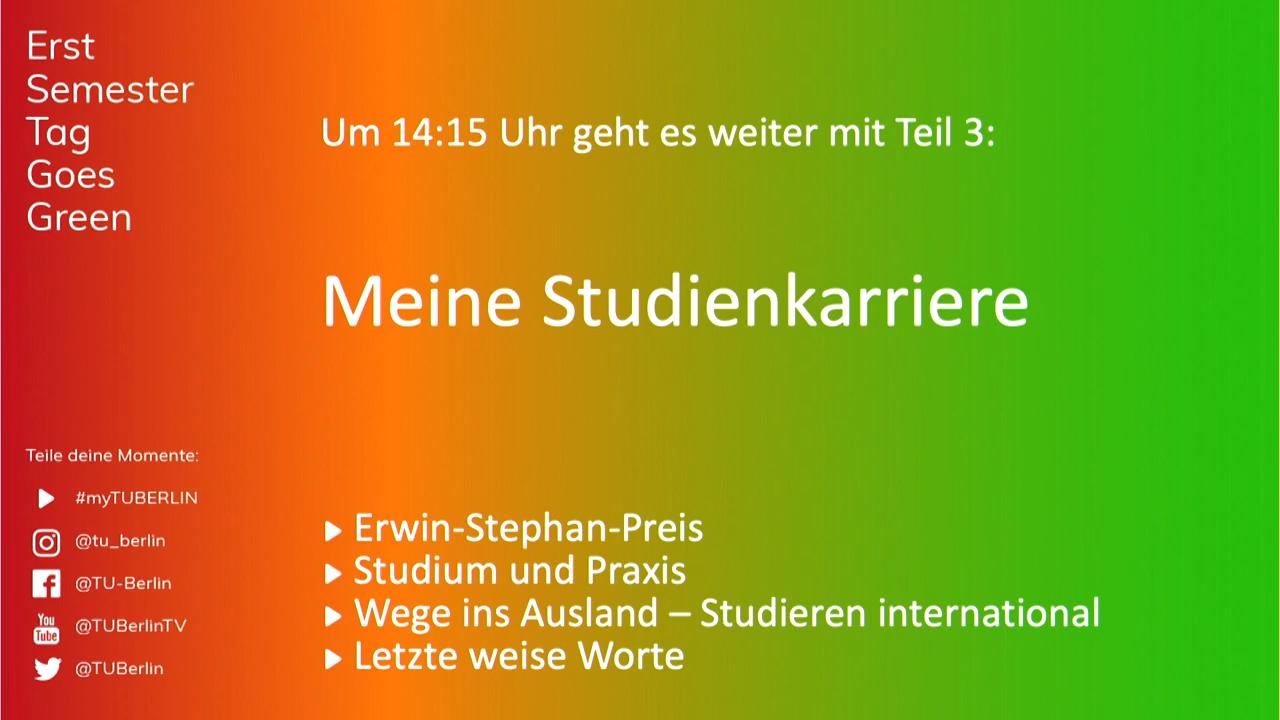 Erst
Semester
Tag
Goes
Green
Um 14:15 Uhr geht es weiter mit Teil 3:
Meine Studienkarriere
Teile deine Momente:
#myTUBERLIN
@tu_berlin
@TU-Berlin
You
Tube
@TUBerlinTV
@TUBerlin
Erwin-Stephan-Preis
Studium und Praxis
Wege ins Ausland – Studieren international
Letzte weise Worte